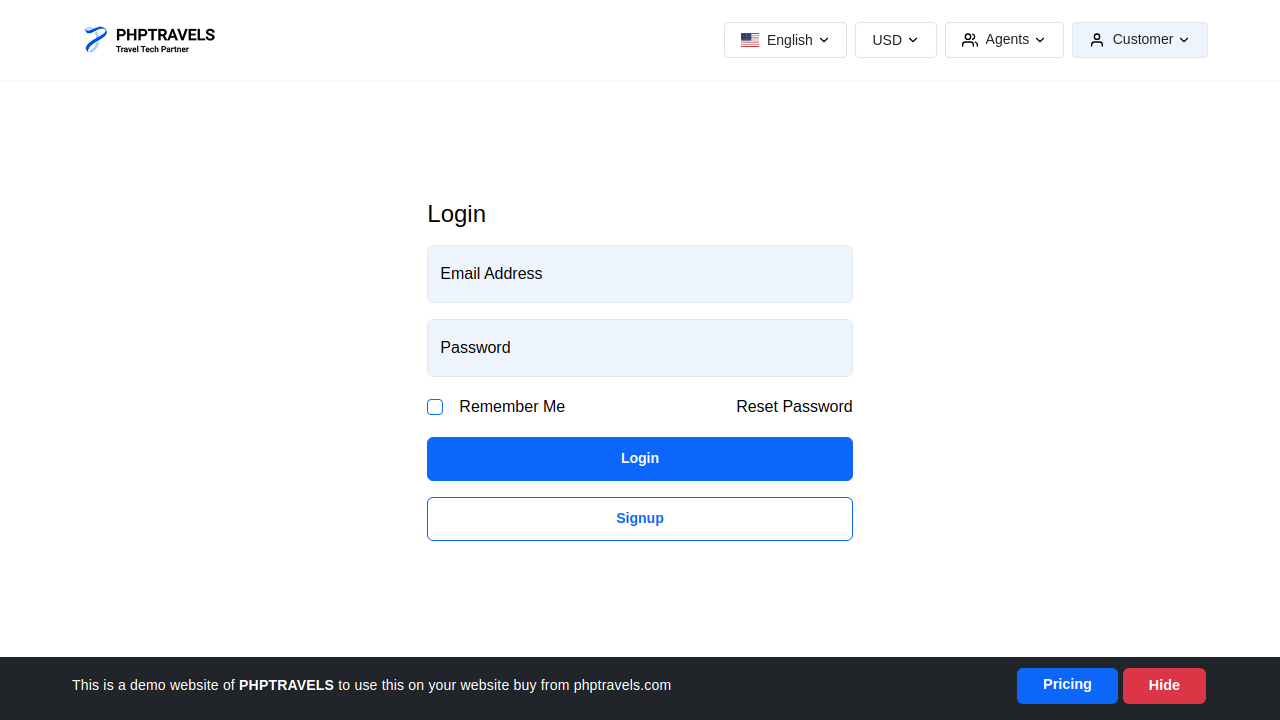 PHPTRAVELS
Travel Tech Partner
English
USD
Agents
Customer
Login
Email Address
Password
Remember Me
Reset Password
Login
Signup
This is a demo website of PHPTRAVELS to use this on your website buy from phptravels.com
Pricing
Hide